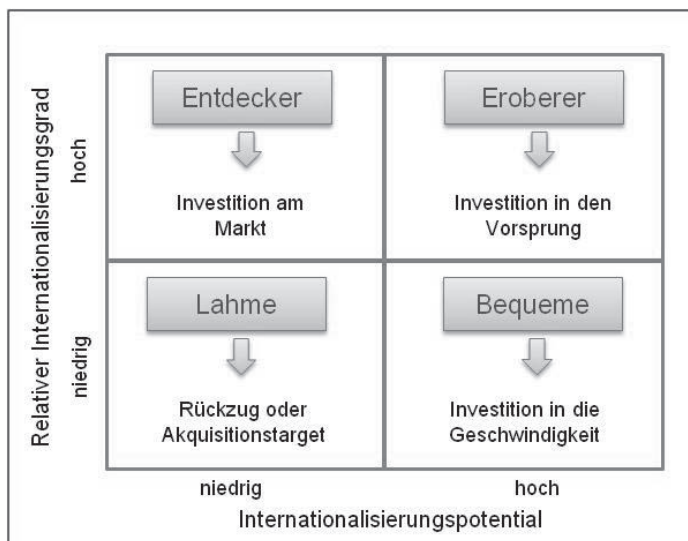 Relativer Internationalisierungsgrad
hoch
niedrig
Entdecker
Investition am
Markt
Eroberer
Investition in den
Vorsprung
Lahme
Rückzug oder
Akquisitionstarget
Bequeme
Investition in die
Geschwindigkeit
niedrig
hoch
Internationalisierungspotential